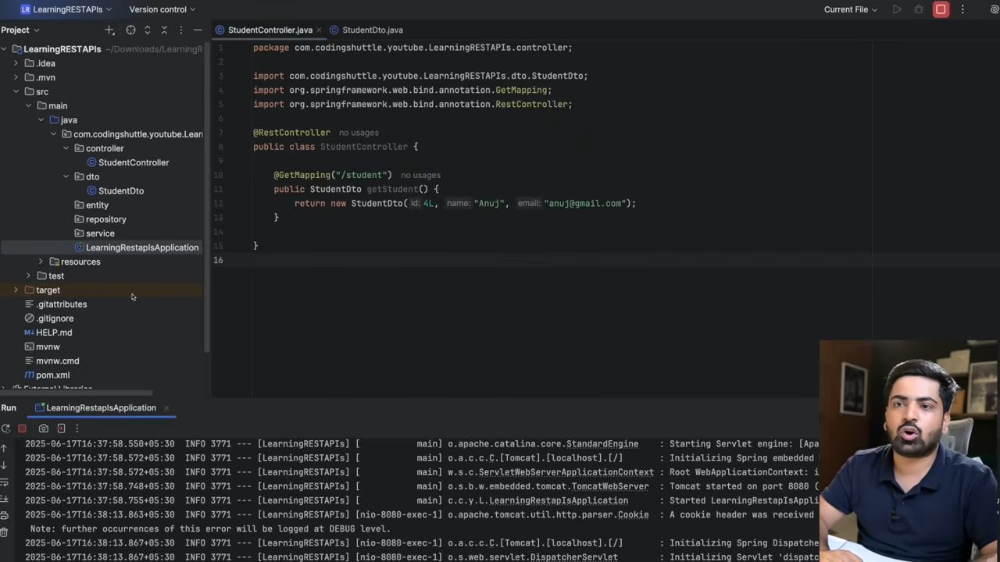 LR LearningRESTAPIs Version control Current File
Project
StudentController.java StudentDto.java
LearningRESTAPIs ~/Downloads/LearningR
.idea
.mvn
src
main
java
com.codingshuttle.youtube.Lear
controller
StudentController
dto
StudentDto
entity
repository
service
LearningRestapIsApplication
resources
test
target
.gitattributes
.gitignore
HELP.md
mvnw
mvnw.cmd
pom.xml
External Libraries
1 package com.codingshuttle.youtube.LearningRESTAPIs.controller;
2
3 import com.codingshuttle.youtube.LearningRESTAPIs.dto.StudentDto;
4 import org.springframework.web.bind.annotation.GetMapping;
5 import org.springframework.web.bind.annotation.RestController;
6
7 @RestController no usages
8 public class StudentController {
9
10 @GetMapping("/student") no usages
11 public StudentDto getStudent() {
12 return new StudentDto( id: 4L, name: "Anuj", email: "anuj@gmail.com");
13 }
14
15 }
16
Run LearningRestapIsApplication
2025-06-17T16:37:58.550+05:30 INFO 3771 --- [LearningRESTAPIs] [ main] o.apache.catalina.core.StandardEngine : Starting Servlet engine: [Apa
2025-06-17T16:37:58.572+05:30 INFO 3771 --- [LearningRESTAPIs] [ main] o.a.c.c.C.[Tomcat].[localhost].[/] : Initializing Spring embedded
2025-06-17T16:37:58.572+05:30 INFO 3771 --- [LearningRESTAPIs] [ main] w.s.c.ServletWebServerApplicationContext : Root WebApplicationContext: i
2025-06-17T16:37:58.748+05:30 INFO 3771 --- [LearningRESTAPIs] [ main] o.s.b.w.embedded.tomcat.TomcatWebServer : Tomcat started on port 8080 (
2025-06-17T16:37:58.755+05:30 INFO 3771 --- [LearningRESTAPIs] [ main] c.c.y.L.LearningRestapIsApplication : Started LearningRestapIsApplic
2025-06-17T16:38:13.863+05:30 INFO 3771 --- [LearningRESTAPIs] [nio-8080-exec-1] o.apache.tomcat.util.http.parser.Cookie : A cookie header was received
Note: further occurrences of this error will be logged at DEBUG level.
2025-06-17T16:38:13.867+05:30 INFO 3771 --- [LearningRESTAPIs] [nio-8080-exec-1] o.a.c.c.C.[Tomcat].[localhost].[/] : Initializing Spring Dispatche
2025-06-17T16:38:13.867+05:30 INFO 3771 --- [LearningRESTAPIs] [nio-8080-exec-1] o.s.web.servlet.DispatcherServlet : Initializing Servlet 'dispatc